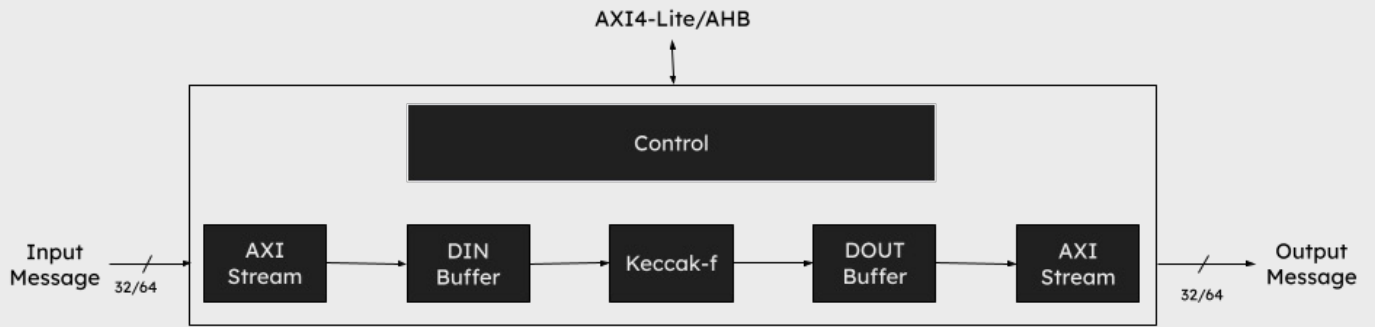 AXI4-Lite/AHB
Control
Input
Message
32/64
AXI
Stream
DIN
Buffer
Keccak-f
DOUT
Buffer
AXI
Stream
32/64
Output
Message